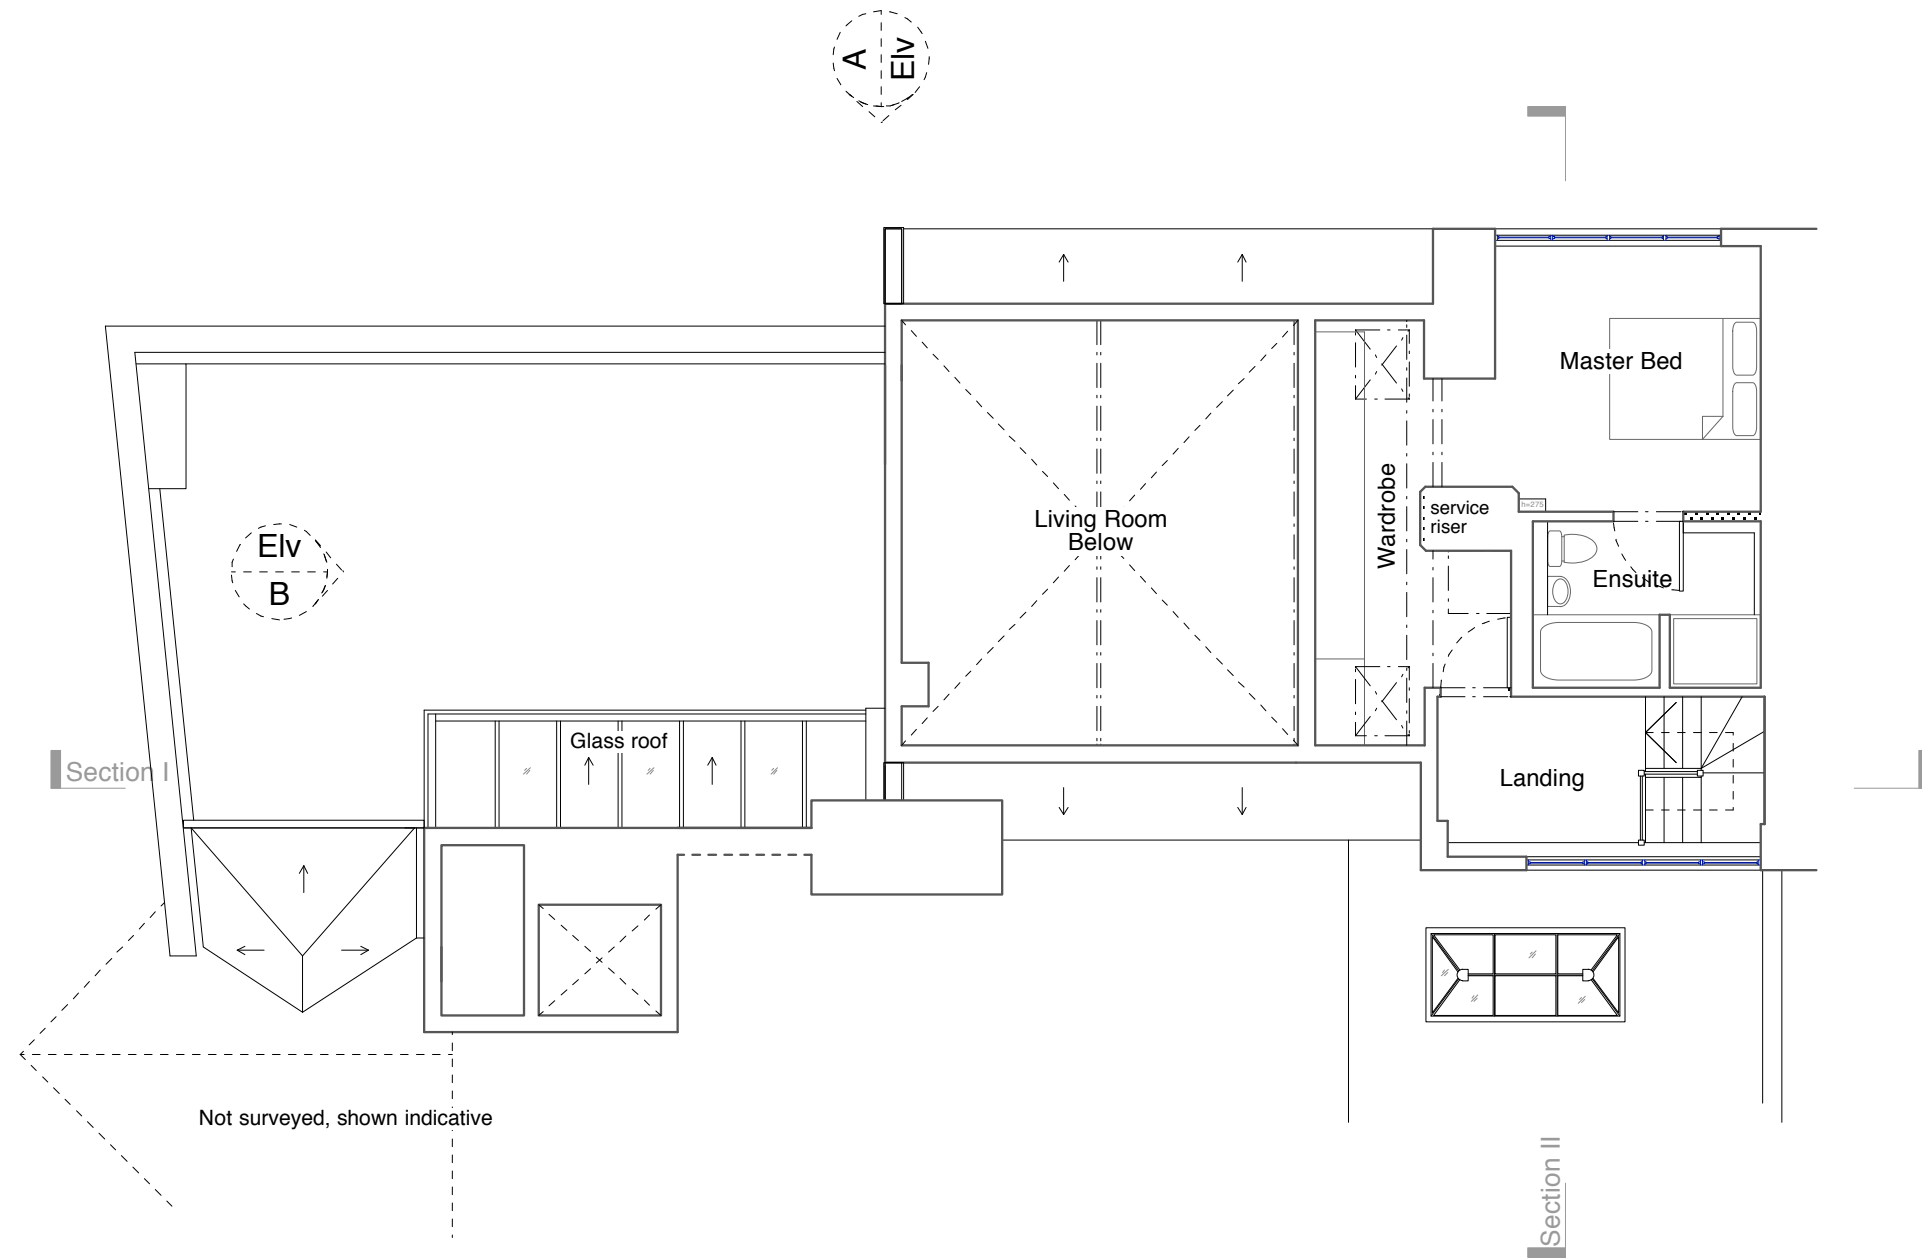 A
Elv
Master Bed
Living Room
Below
Wardrobe
service
riser
h=275
Elv
B
Ensuite
Glass roof
Section I
Landing
Not surveyed, shown indicative
Section II